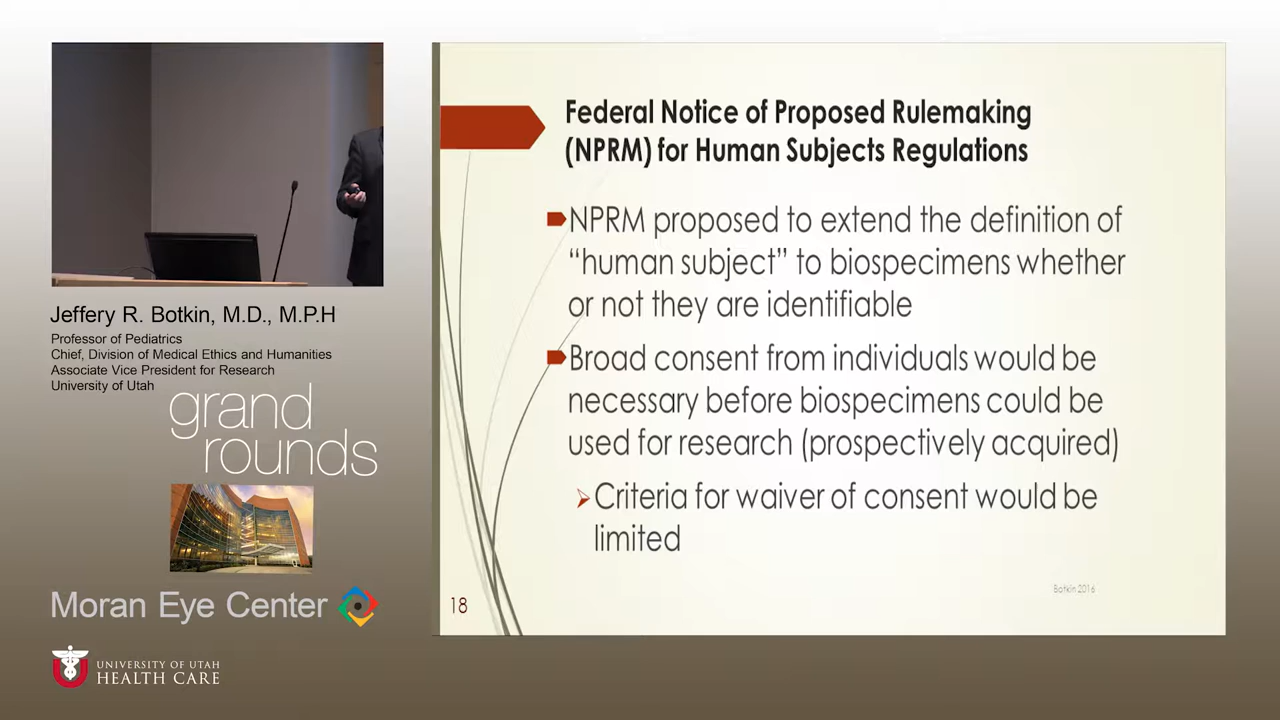 Federal Notice of Proposed Rulemaking
(NPRM) for Human Subjects Regulations
NPRM proposed to extend the definition of
“human subject” to biospecimens whether
or not they are identifiable
Broad consent from individuals would be
necessary before biospecimens could be
used for research (prospectively acquired)
Criteria for waiver of consent would be
limited
Botkin 2016
18
Jeffery R. Botkin, M.D., M.P.H
Professor of Pediatrics
Chief, Division of Medical Ethics and Humanities
Associate Vice President for Research
University of Utah
grand
rounds
Moran Eye Center
UNIVERSITY OF UTAH
HEALTH CARE